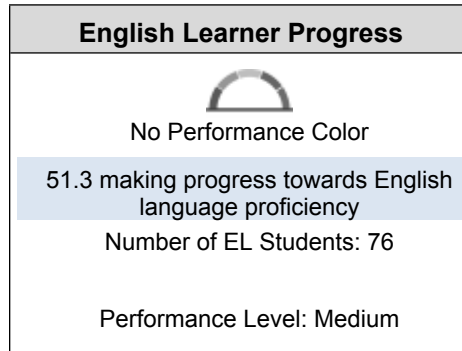 English Learner Progress
No Performance Color
51.3 making progress towards English
language proficiency
Number of EL Students: 76
Performance Level: Medium